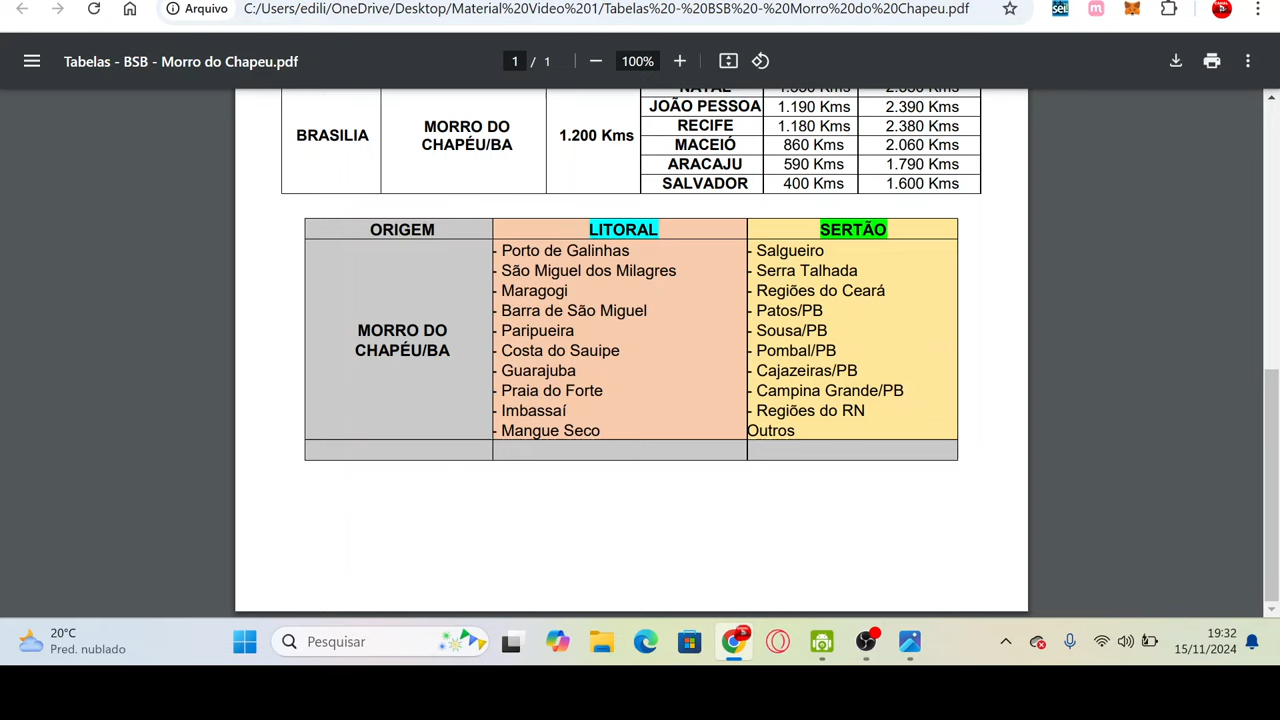 Arquivo C:/Users/edili/OneDrive/Desktop/Material%20Video%201/Tabelas%20-%20BSB%20-%20Morro%20do%20Chapeu.pdf
Tabelas - BSB - Morro do Chapeu.pdf 1 / 1 100%
NATAL
BRASILIA
MORRO DO
CHAPÉU/BA
1.200 Kms
JOÃO PESSOA 1.190 Kms 2.390 Kms
RECIFE 1.180 Kms 2.380 Kms
MACEIÓ 860 Kms 2.060 Kms
ARACAJU 590 Kms 1.790 Kms
SALVADOR 400 Kms 1.600 Kms
ORIGEM LITORAL SERTÃO
MORRO DO
CHAPÉU/BA
- Porto de Galinhas
- São Miguel dos Milagres
- Maragogi
- Barra de São Miguel
- Paripueira
- Costa do Sauipe
- Guarajuba
- Praia do Forte
- Imbassaí
- Mangue Seco
- Salgueiro
- Serra Talhada
- Regiões do Ceará
- Patos/PB
- Sousa/PB
- Pombal/PB
- Cajazeiras/PB
- Campina Grande/PB
- Regiões do RN
Outros
20°C
Pred. nublado
Pesquisar
19:32
15/11/2024